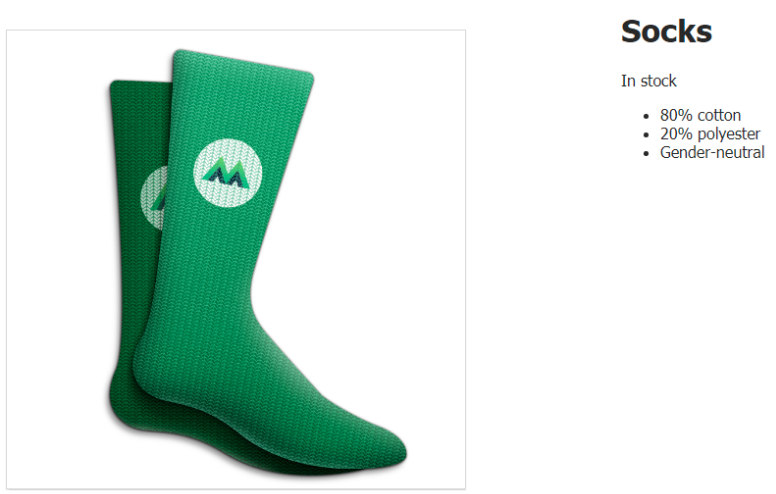 Socks
In stock
80% cotton
20% polyester
Gender-neutral